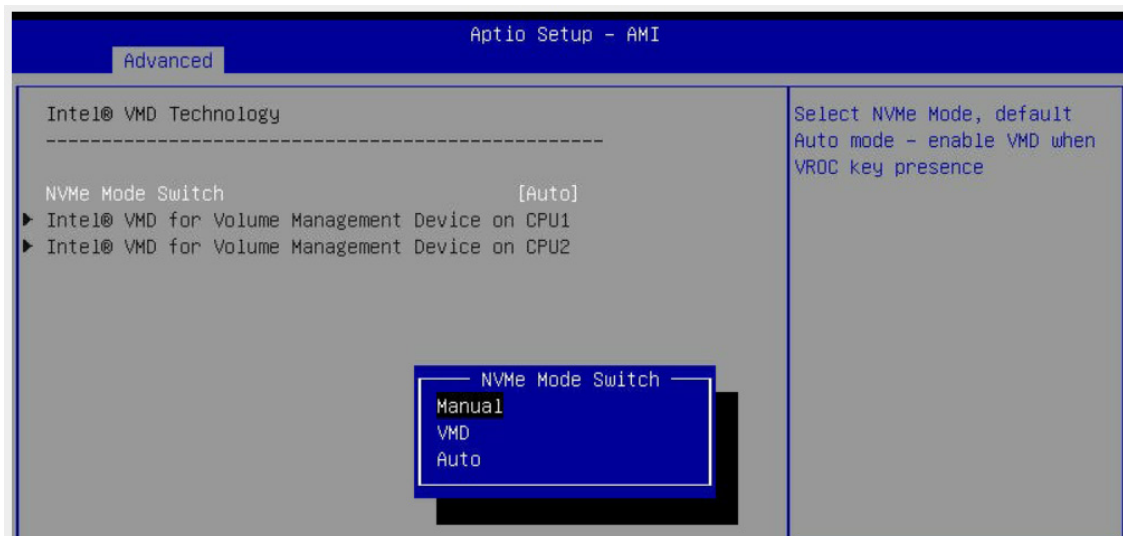 Aptio Setup – AMI
Advanced
Intel® VMD Technology
------------------------------------------------------
NVMe Mode Switch [Auto]
Intel® VMD for Volume Management Device on CPU1
Intel® VMD for Volume Management Device on CPU2
Select NVMe Mode, default
Auto mode – enable VMD when
VROC key presence
NVMe Mode Switch
Manual
VMD
Auto